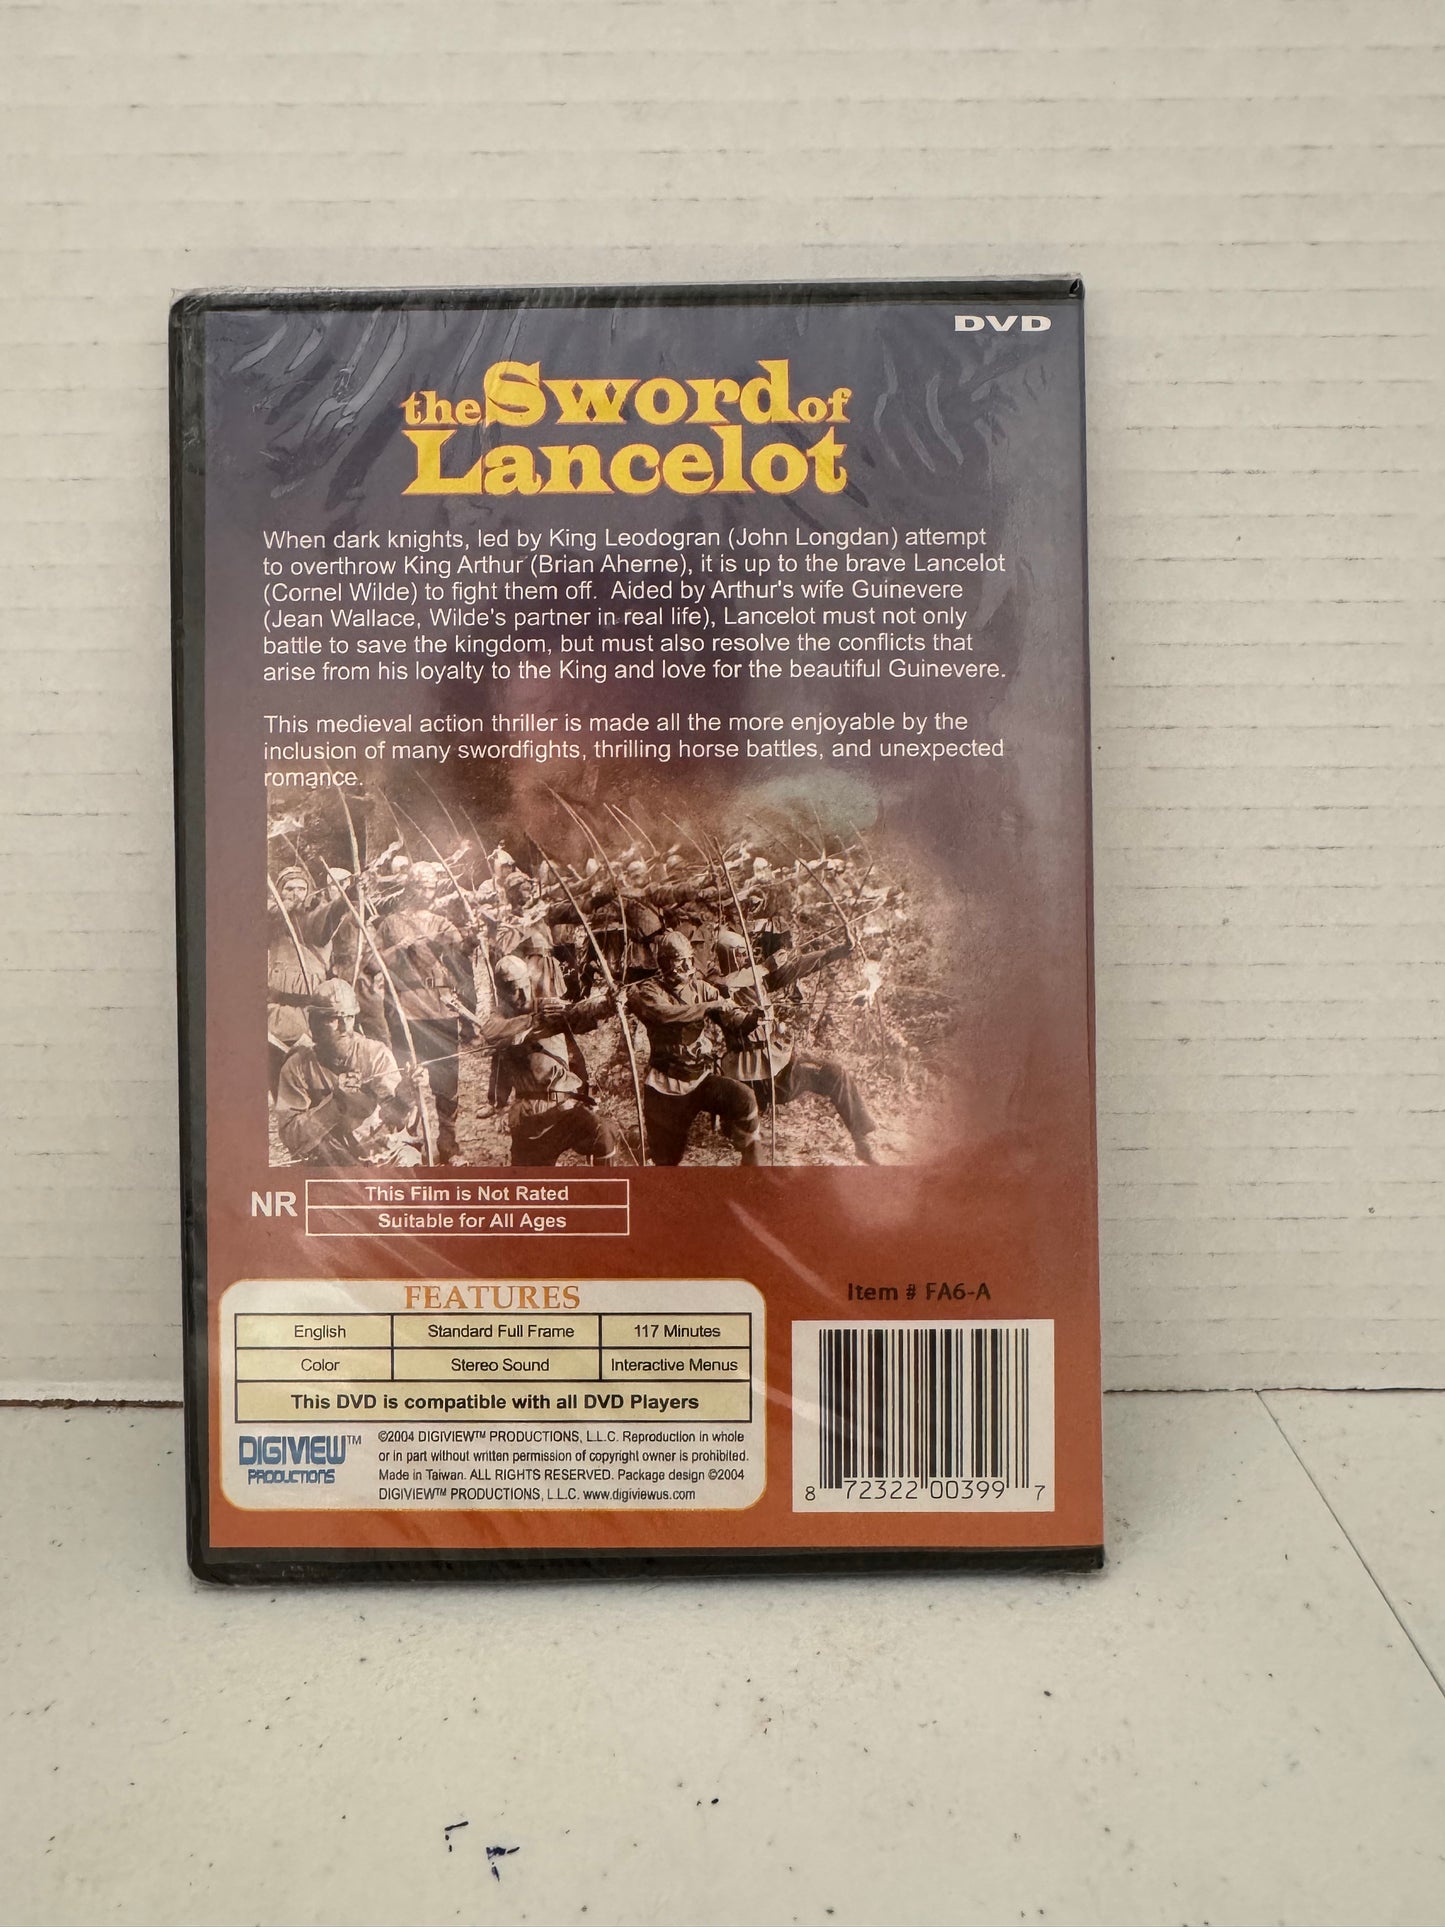 DVD
the Sword of
Lancelot
When dark knights, led by King Leodogran (John Longdan) attempt
to overthrow King Arthur (Brian Aherne), it is up to the brave Lancelot
(Cornel Wilde) to fight them off. Aided by Arthur's wife Guinevere
(Jean Wallace, Wilde's partner in real life), Lancelot must not only
battle to save the kingdom, but must also resolve the conflicts that
arise from his loyalty to the King and love for the beautiful Guinevere.
This medieval action thriller is made all the more enjoyable by the
inclusion of many swordfights, thrilling horse battles, and unexpected
romance.
NR
This Film is Not Rated
Suitable for All Ages
FEATURES
English Standard Full Frame 117 Minutes
Color Stereo Sound Interactive Menus
This DVD is compatible with all DVD Players
DIGIVIEW™
PRODUCTIONS
©2004 DIGIVIEW™ PRODUCTIONS, L.L.C. Reproduction in whole
or in part without written permission of copyright owner is prohibited.
Made in Taiwan. ALL RIGHTS RESERVED. Package design ©2004
DIGIVIEW™ PRODUCTIONS, L.L.C. www.digiviewus.com
Item # FA6-A
8 72322 00399 7